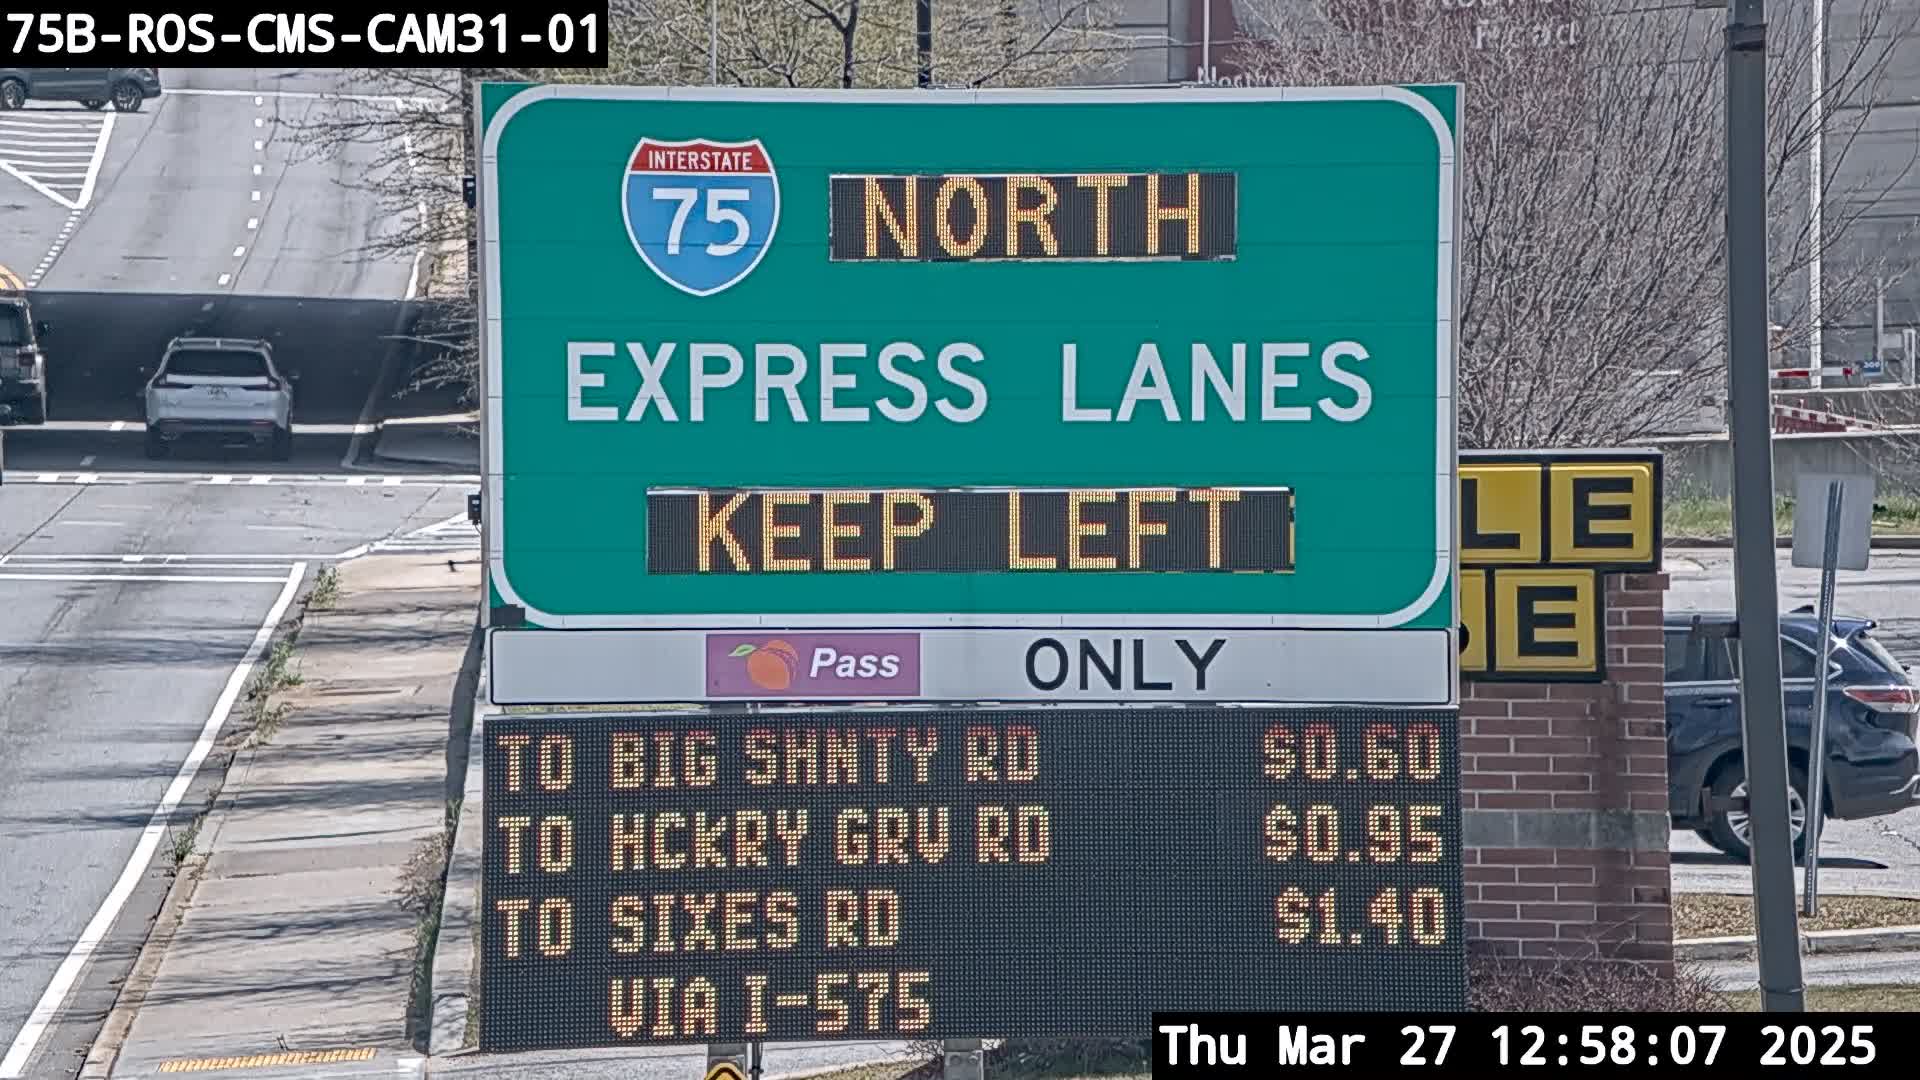 75B-ROS-CMS-CAM31-01
INTERSTATE
75
NORTH
EXPRESS LANES
KEEP LEFT
Pass ONLY
TO BIG SHNTY RD $0.60
TO HCKRY GRV RD $0.95
TO SIXES RD $1.40
VIA I-575
LE
E
Thu Mar 27 12:58:07 2025